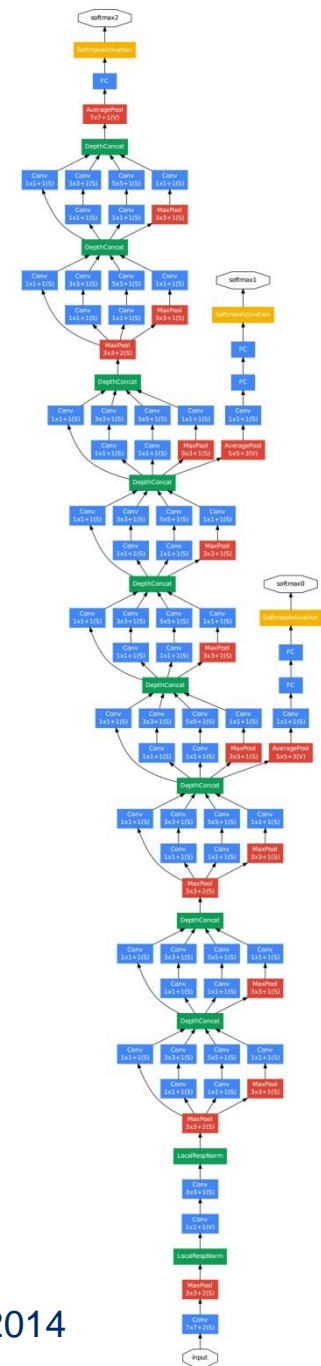 softmax2
SoftmaxActivation
FC
AveragePool
7x7+1(V)
DepthConcat
Conv Conv Conv Conv
1x1+1(S) 3x3+1(S) 5x5+1(S) 1x1+1(S)
Conv Conv MaxPool
1x1+1(S) 1x1+1(S) 3x3+1(S)
DepthConcat
Conv Conv Conv Conv
1x1+1(S) 3x3+1(S) 5x5+1(S) 1x1+1(S)
softmax1
Conv Conv MaxPool
1x1+1(S) 1x1+1(S) 3x3+1(S)
SoftmaxActivation
MaxPool
3x3+2(S)
FC
DepthConcat
FC
Conv Conv Conv Conv Conv
1x1+1(S) 3x3+1(S) 5x5+1(S) 1x1+1(S) 1x1+1(S)
Conv Conv MaxPool AveragePool
1x1+1(S) 1x1+1(S) 3x3+1(S) 5x5+3(V)
DepthConcat
Conv Conv Conv Conv
1x1+1(S) 3x3+1(S) 5x5+1(S) 1x1+1(S)
Conv Conv MaxPool
1x1+1(S) 1x1+1(S) 3x3+1(S)
DepthConcat
softmax0
Conv Conv Conv Conv
1x1+1(S) 3x3+1(S) 5x5+1(S) 1x1+1(S)
SoftmaxActivation
Conv Conv MaxPool
1x1+1(S) 1x1+1(S) 3x3+1(S)
FC
DepthConcat
FC
Conv Conv Conv Conv Conv
1x1+1(S) 3x3+1(S) 5x5+1(S) 1x1+1(S) 1x1+1(S)
Conv Conv MaxPool AveragePool
1x1+1(S) 1x1+1(S) 3x3+1(S) 5x5+3(V)
DepthConcat
Conv Conv Conv Conv
1x1+1(S) 3x3+1(S) 5x5+1(S) 1x1+1(S)
Conv Conv MaxPool
1x1+1(S) 1x1+1(S) 3x3+1(S)
MaxPool
3x3+2(S)
DepthConcat
Conv Conv Conv Conv
1x1+1(S) 3x3+1(S) 5x5+1(S) 1x1+1(S)
Conv Conv MaxPool
1x1+1(S) 1x1+1(S) 3x3+1(S)
DepthConcat
Conv Conv Conv Conv
1x1+1(S) 3x3+1(S) 5x5+1(S) 1x1+1(S)
Conv Conv MaxPool
1x1+1(S) 1x1+1(S) 3x3+1(S)
MaxPool
3x3+2(S)
LocalRespNorm
Conv
3x3+1(S)
Conv
1x1+1(V)
LocalRespNorm
MaxPool
3x3+2(S)
Conv
7x7+2(S)
input
2014